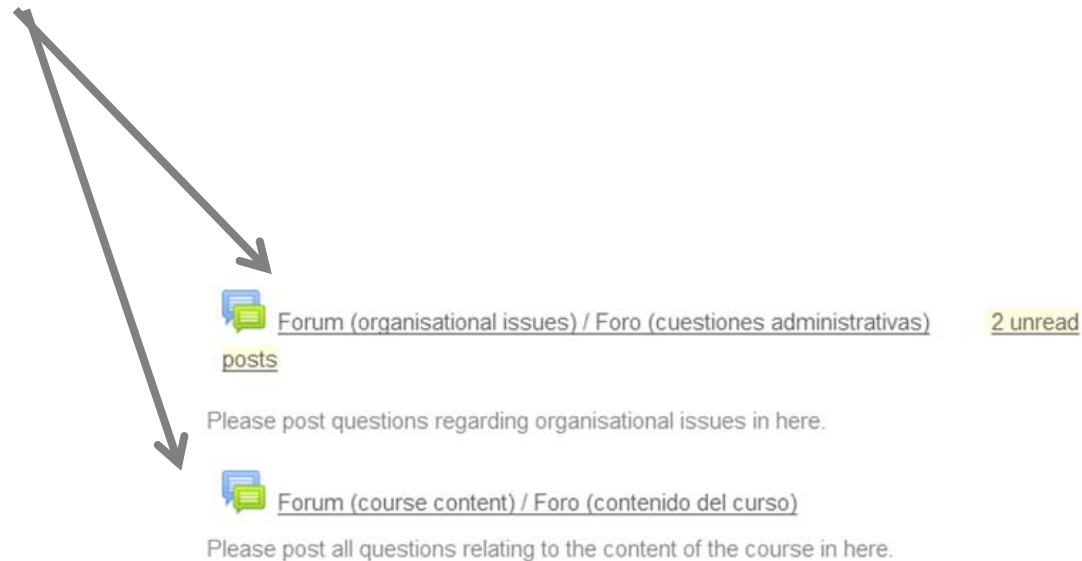 Forum (organisational issues) / Foro (cuestiones administrativas) 2 unread
posts
Please post questions regarding organisational issues in here.
Forum (course content) / Foro (contenido del curso)
Please post all questions relating to the content of the course in here.